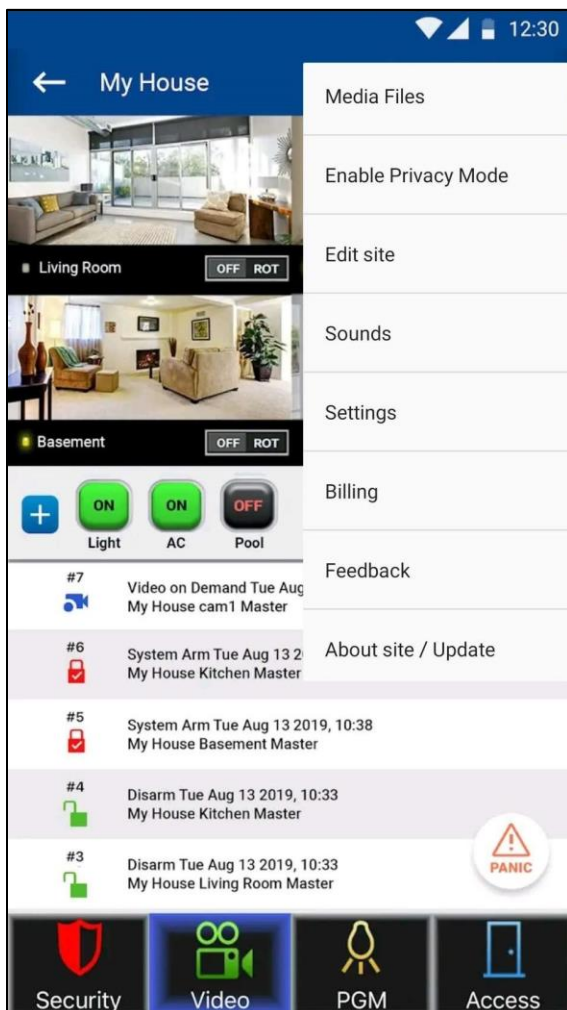 12:30
My House
Media Files
Enable Privacy Mode
Edit site
Sounds
Settings
Billing
Feedback
About site / Update
Living Room
OFF ROT
Basement
OFF ROT
ON
ON
OFF
Light
AC
Pool
#7
Video on Demand Tue Aug
My House cam1 Master
#6
System Arm Tue Aug 13 2
My House Kitchen Master
#5
System Arm Tue Aug 13 2019, 10:38
My House Basement Master
#4
Disarm Tue Aug 13 2019, 10:33
My House Kitchen Master
#3
Disarm Tue Aug 13 2019, 10:33
My House Living Room Master
PANIC
Security
Video
PGM
Access